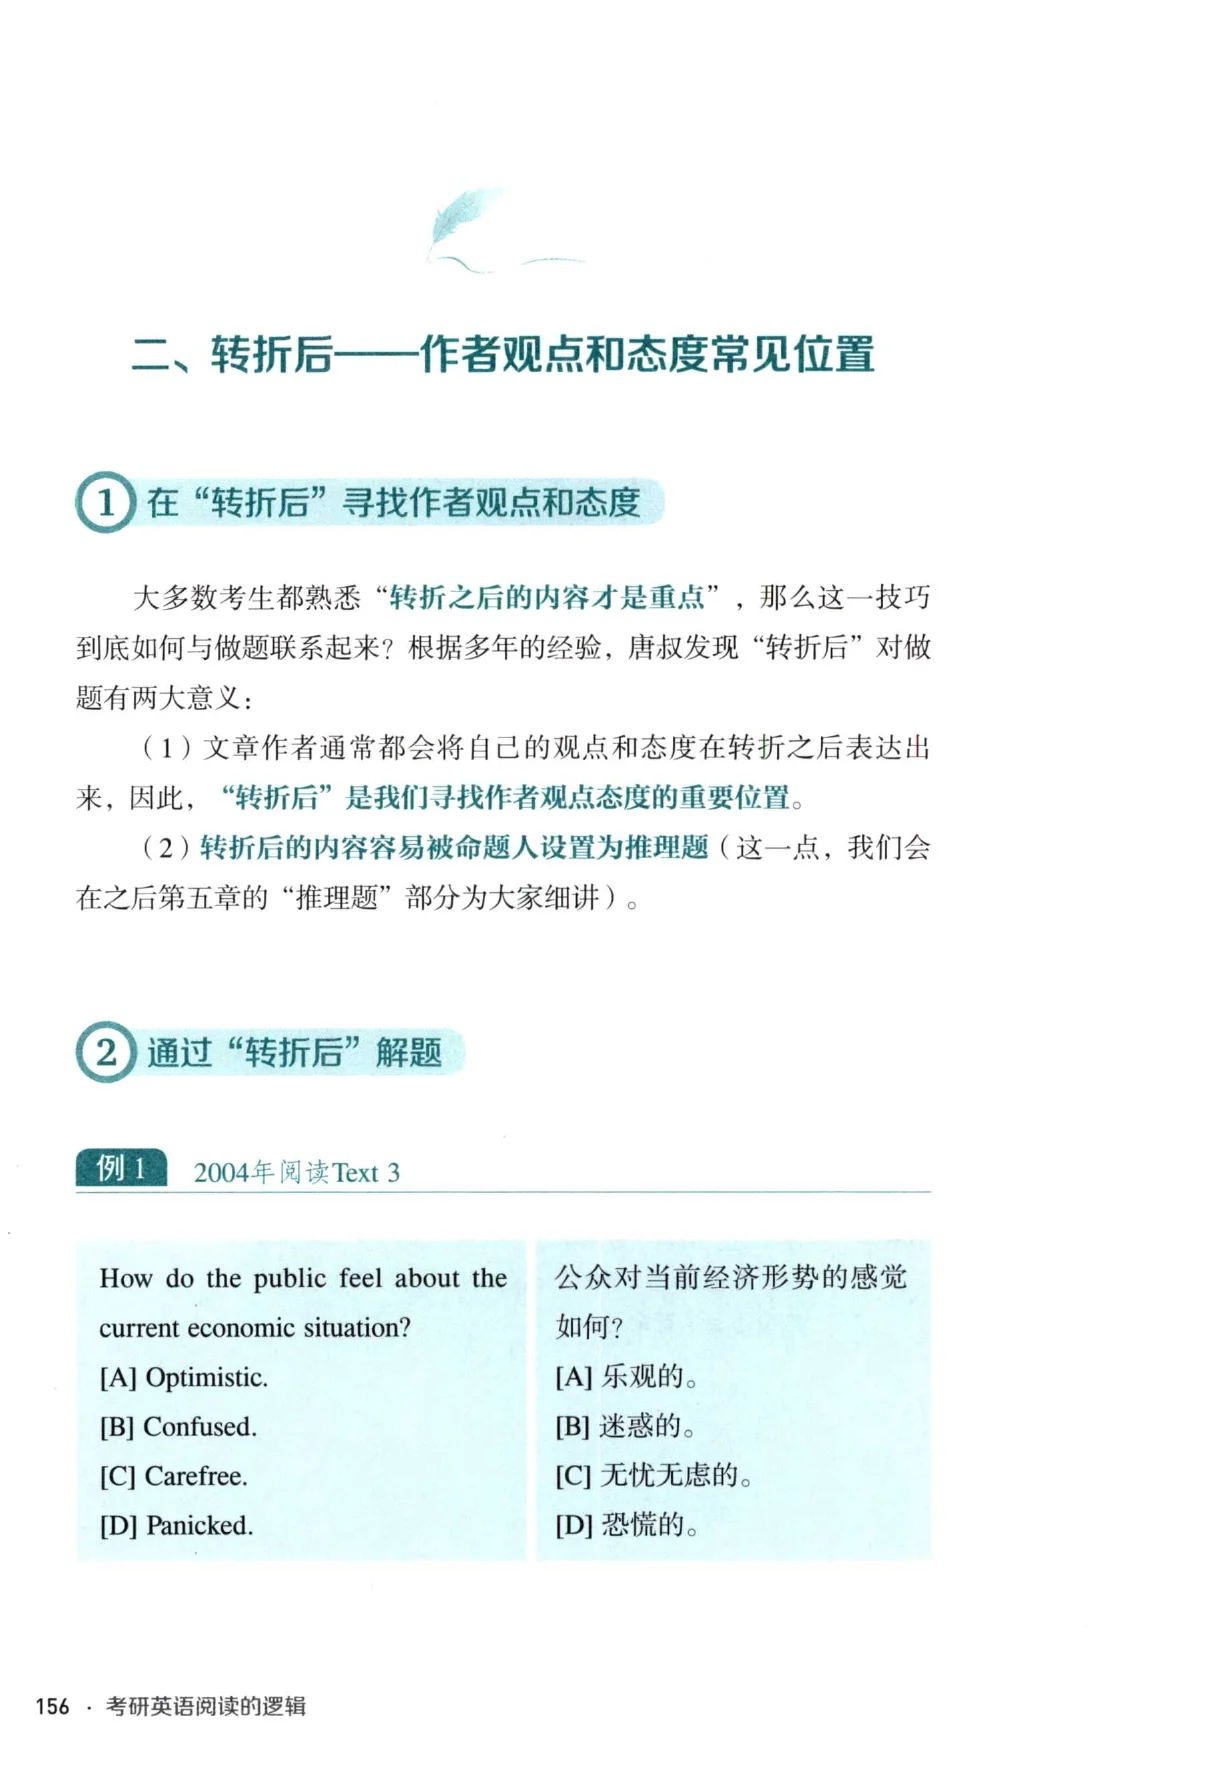 二、转折后——作者观点和态度常见位置
1 在“转折后”寻找作者观点和态度
大多数考生都熟悉“转折之后的内容才是重点”，那么这一技巧
到底如何与做题联系起来？根据多年的经验，唐叔发现“转折后”对做
题有两大意义：
（1）文章作者通常都会将自己的观点和态度在转折之后表达出
来，因此，“转折后”是我们寻找作者观点态度的重要位置。
（2）转折后的内容容易被命题人设置为推理题（这一点，我们会
在之后第五章的“推理题”部分为大家细讲）。
2 通过“转折后”解题
例 1 2004年阅读Text 3
How do the public feel about the
current economic situation?
[A] Optimistic.
[B] Confused.
[C] Carefree.
[D] Panicked.
公众对当前经济形势的感觉
如何？
[A] 乐观的。
[B] 迷惑的。
[C] 无忧无虑的。
[D] 恐慌的。
156 · 考研英语阅读的逻辑